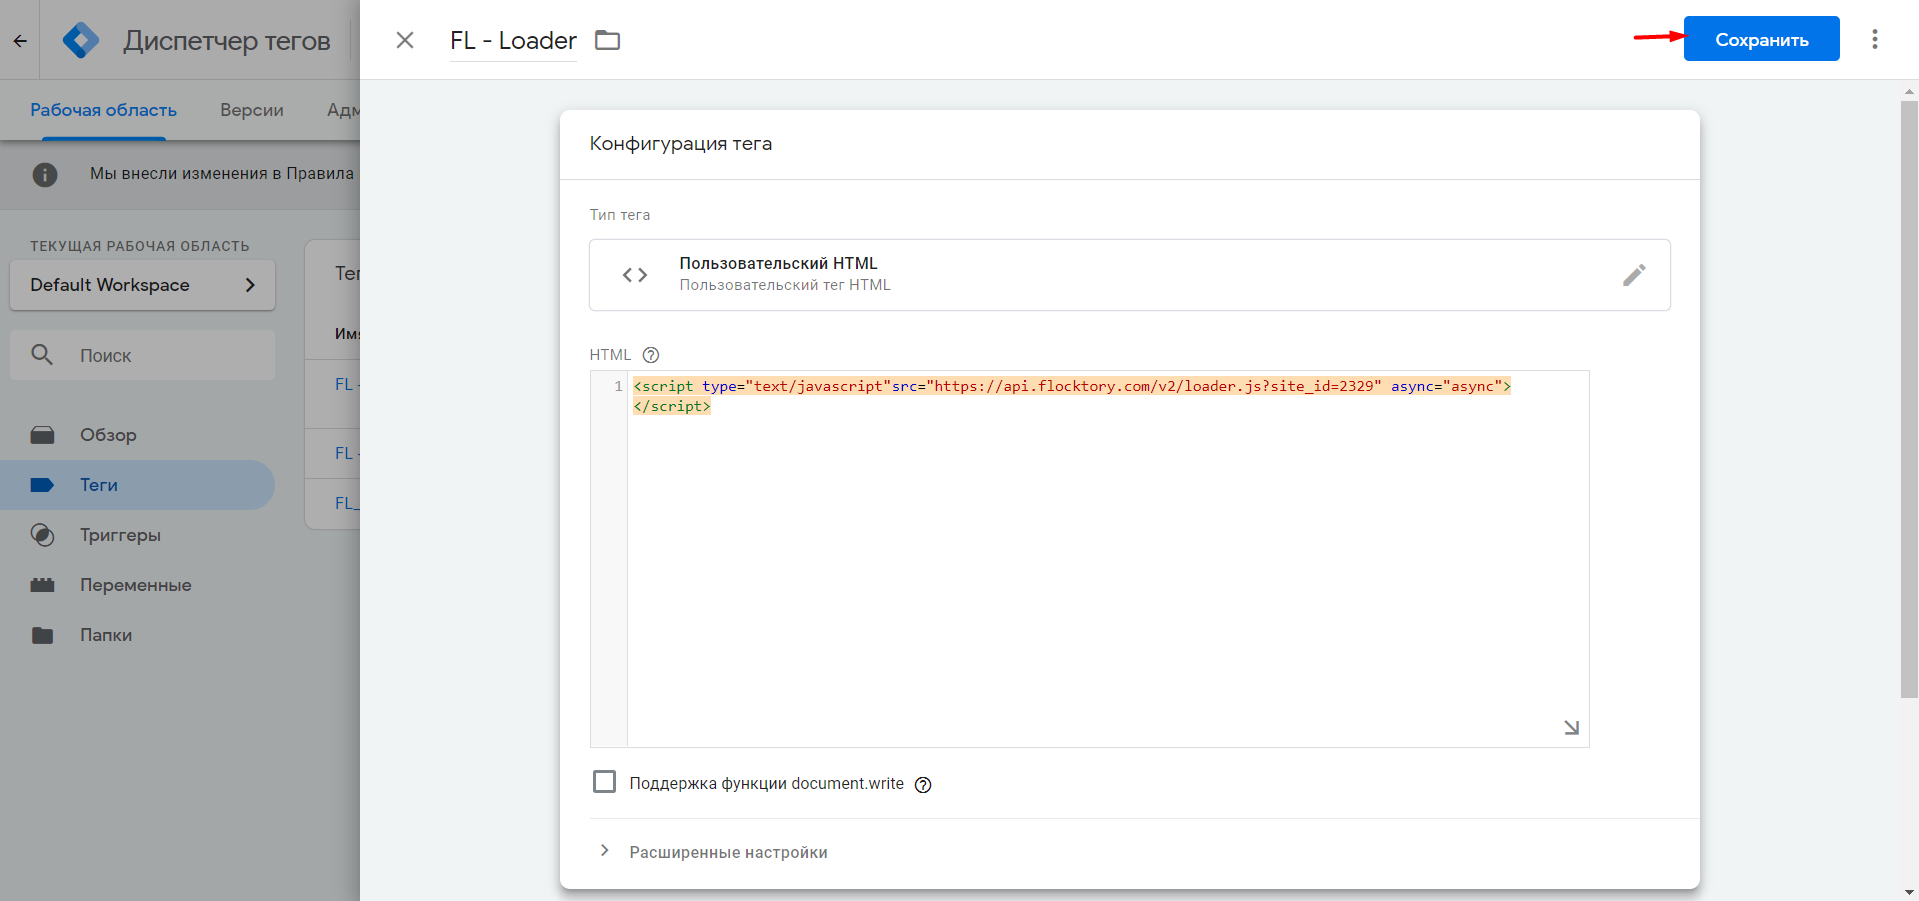 Диспетчер тегов
FL - Loader
Сохранить
Рабочая область
Версии
Адм
Мы внесли изменения в Правила
ТЕКУЩАЯ РАБОЧАЯ ОБЛАСТЬ
Default Workspace
Поиск
Обзор
Теги
Триггеры
Переменные
Папки
Тег
Имя
FL -
FL -
FL_
Конфигурация тега
Тип тега
Пользовательский HTML
Пользовательский тег HTML
HTML
1 <script type="text/javascript"src="https://api.flocktory.com/v2/loader.js?site_id=2329" async="async">
</script>
Поддержка функции document.write
Расширенные настройки